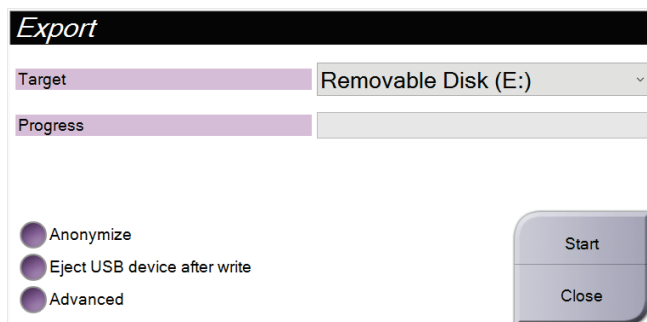 Export
Target
Removable Disk (E:)
Progress
Anonymize
Eject USB device after write
Advanced
Start
Close